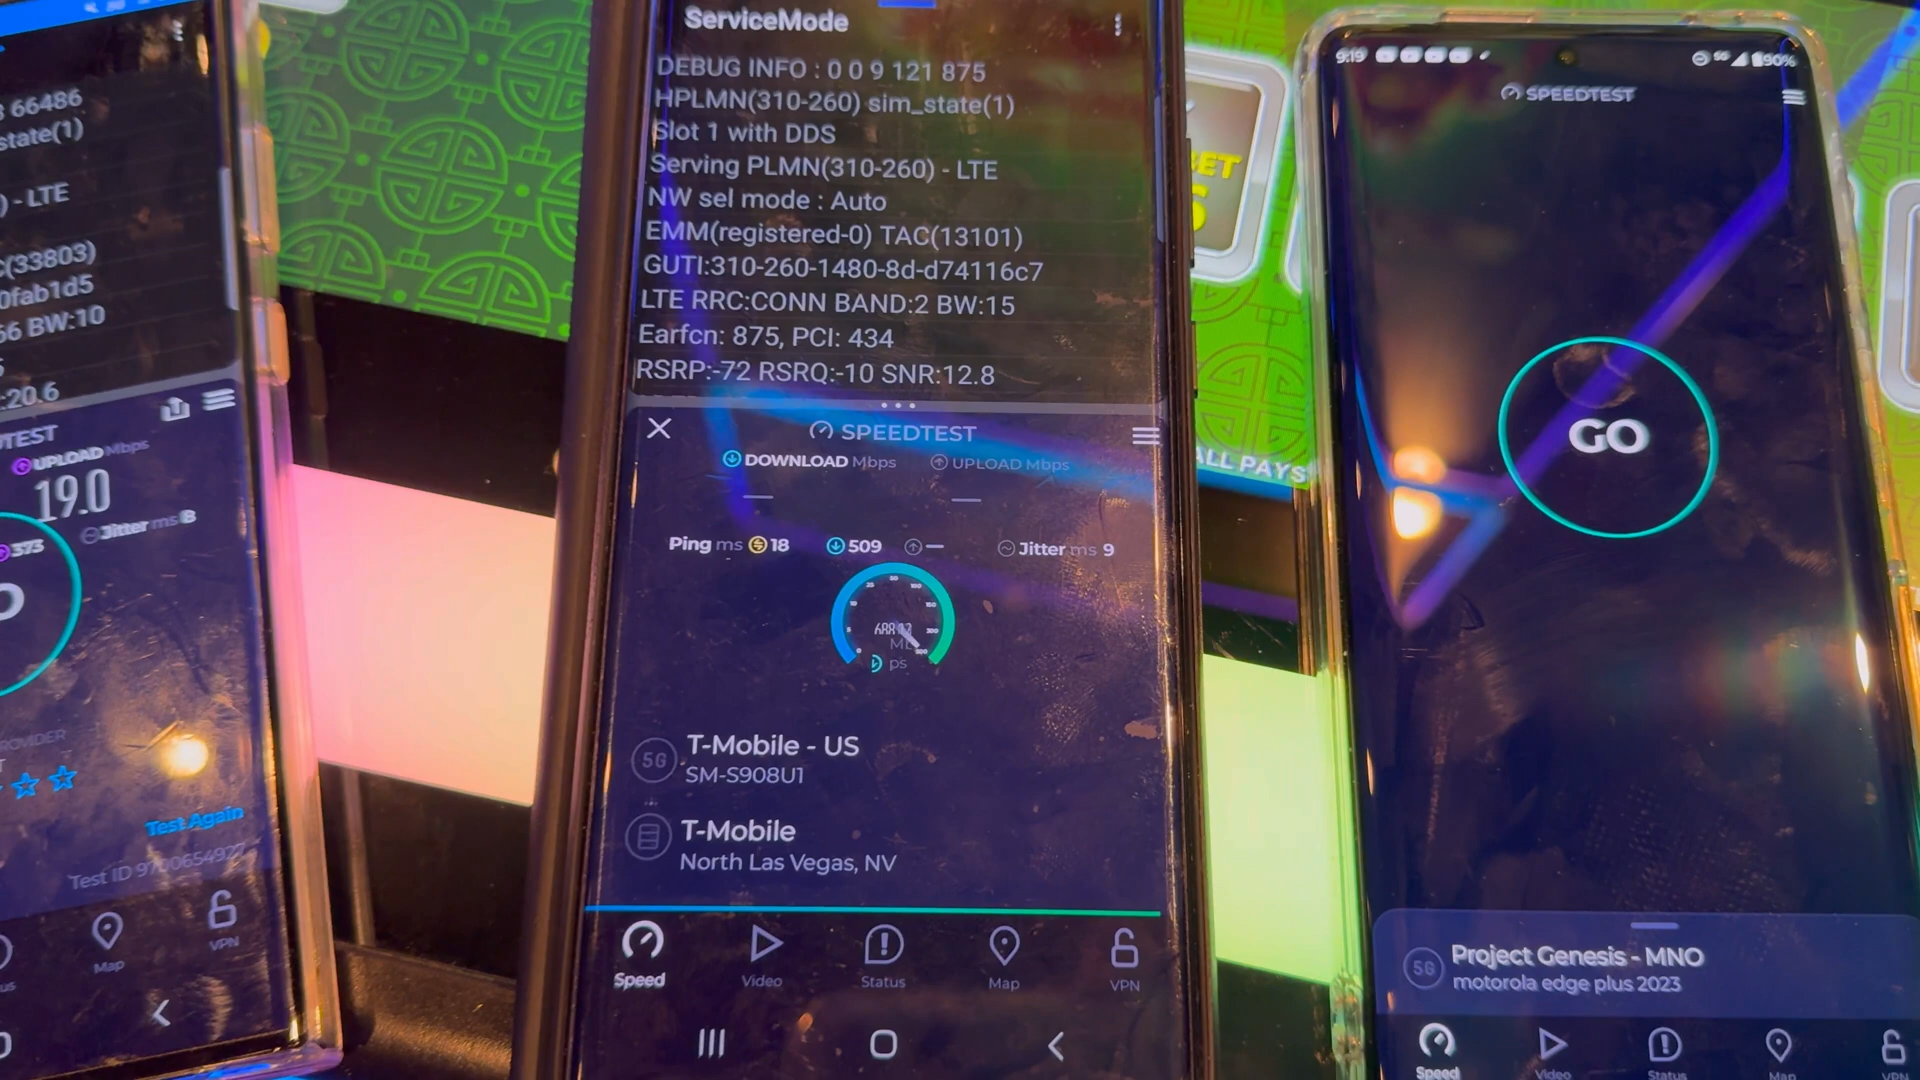 66486
state(1)
) - LTE
(33803)
0fab1d5
66 BW:10
:20.6
UPLOAD Mbps
19.0
373
Jitter ms 8
Test Again
Map
VPN
ServiceMode
DEBUG INFO : 0 0 9 121 875
HPLMN(310-260) sim_state(1)
Slot 1 with DDS
Serving PLMN(310-260) - LTE
NW sel mode : Auto
EMM(registered-0) TAC(13101)
GUTI:310-260-1480-8d-d74116c7
LTE RRC:CONN BAND:2 BW:15
Earfcn: 875, PCI: 434
RSRP:-72 RSRQ:-10 SNR:12.8
SPEEDTEST
DOWNLOAD Mbps UPLOAD Mbps
Ping ms 18 509 Jitter ms 9
T-Mobile - US
5G
SM-S908U1
T-Mobile
North Las Vegas, NV
Speed Video Status Map VPN
ALL PAYS
9:19
90%
SPEEDTEST
GO
5G
Project Genesis - MNO
motorola edge plus 2023
Speed Video Status Map VPN